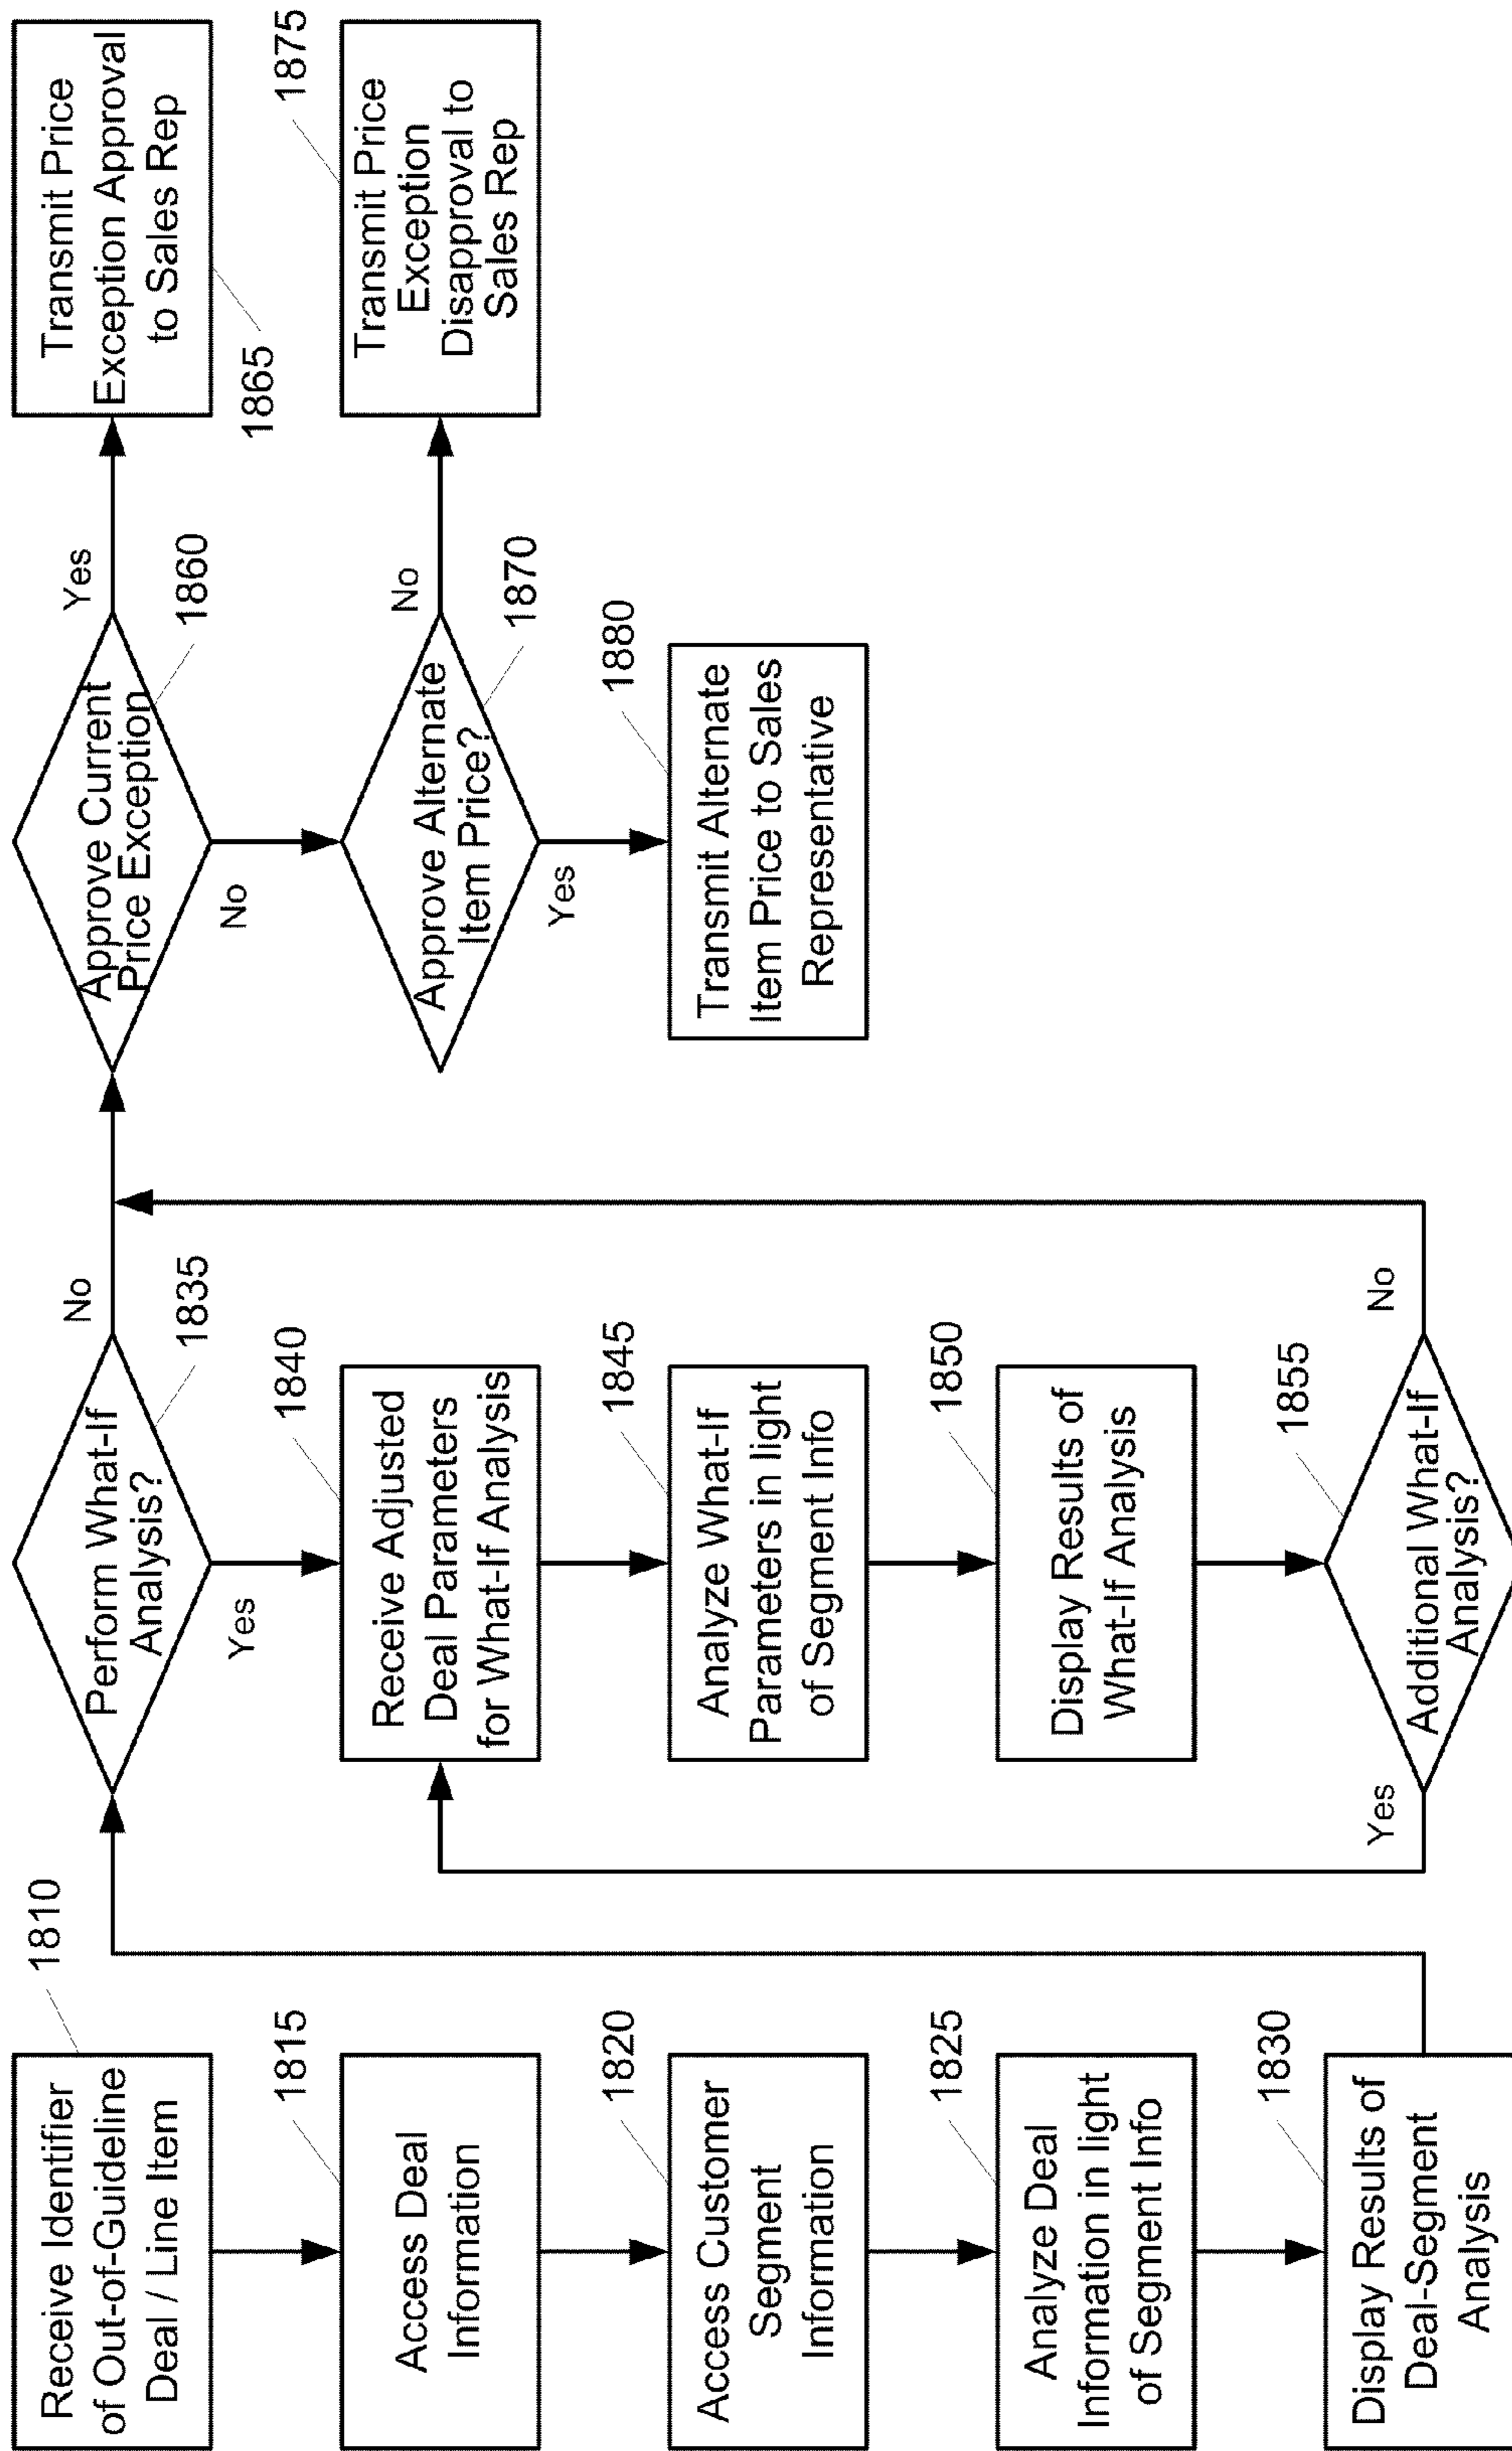 1810
Receive Identifier
of Out-of-Guideline
Deal / Line Item
1815
Access Deal
Information
1820
Access Customer
Segment
Information
1825
Analyze Deal
Information in light
of Segment Info
1830
Display Results of
Deal-Segment
Analysis
Perform What-If
Analysis?
No
1835
Yes
1840
Receive Adjusted
Deal Parameters
for What-If Analysis
1845
Analyze What-If
Parameters in light
of Segment Info
1850
Display Results of
What-If Analysis
1855
Yes
Additional What-If
Analysis?
No
Approve Current
Price Exception
Yes
1860
No
Transmit Price
Exception Approval
to Sales Rep
1865
Approve Alternate
Item Price?
No
1870
Yes
1875
Transmit Price
Exception
Disapproval to
Sales Rep
1880
Transmit Alternate
Item Price to Sales
Representative